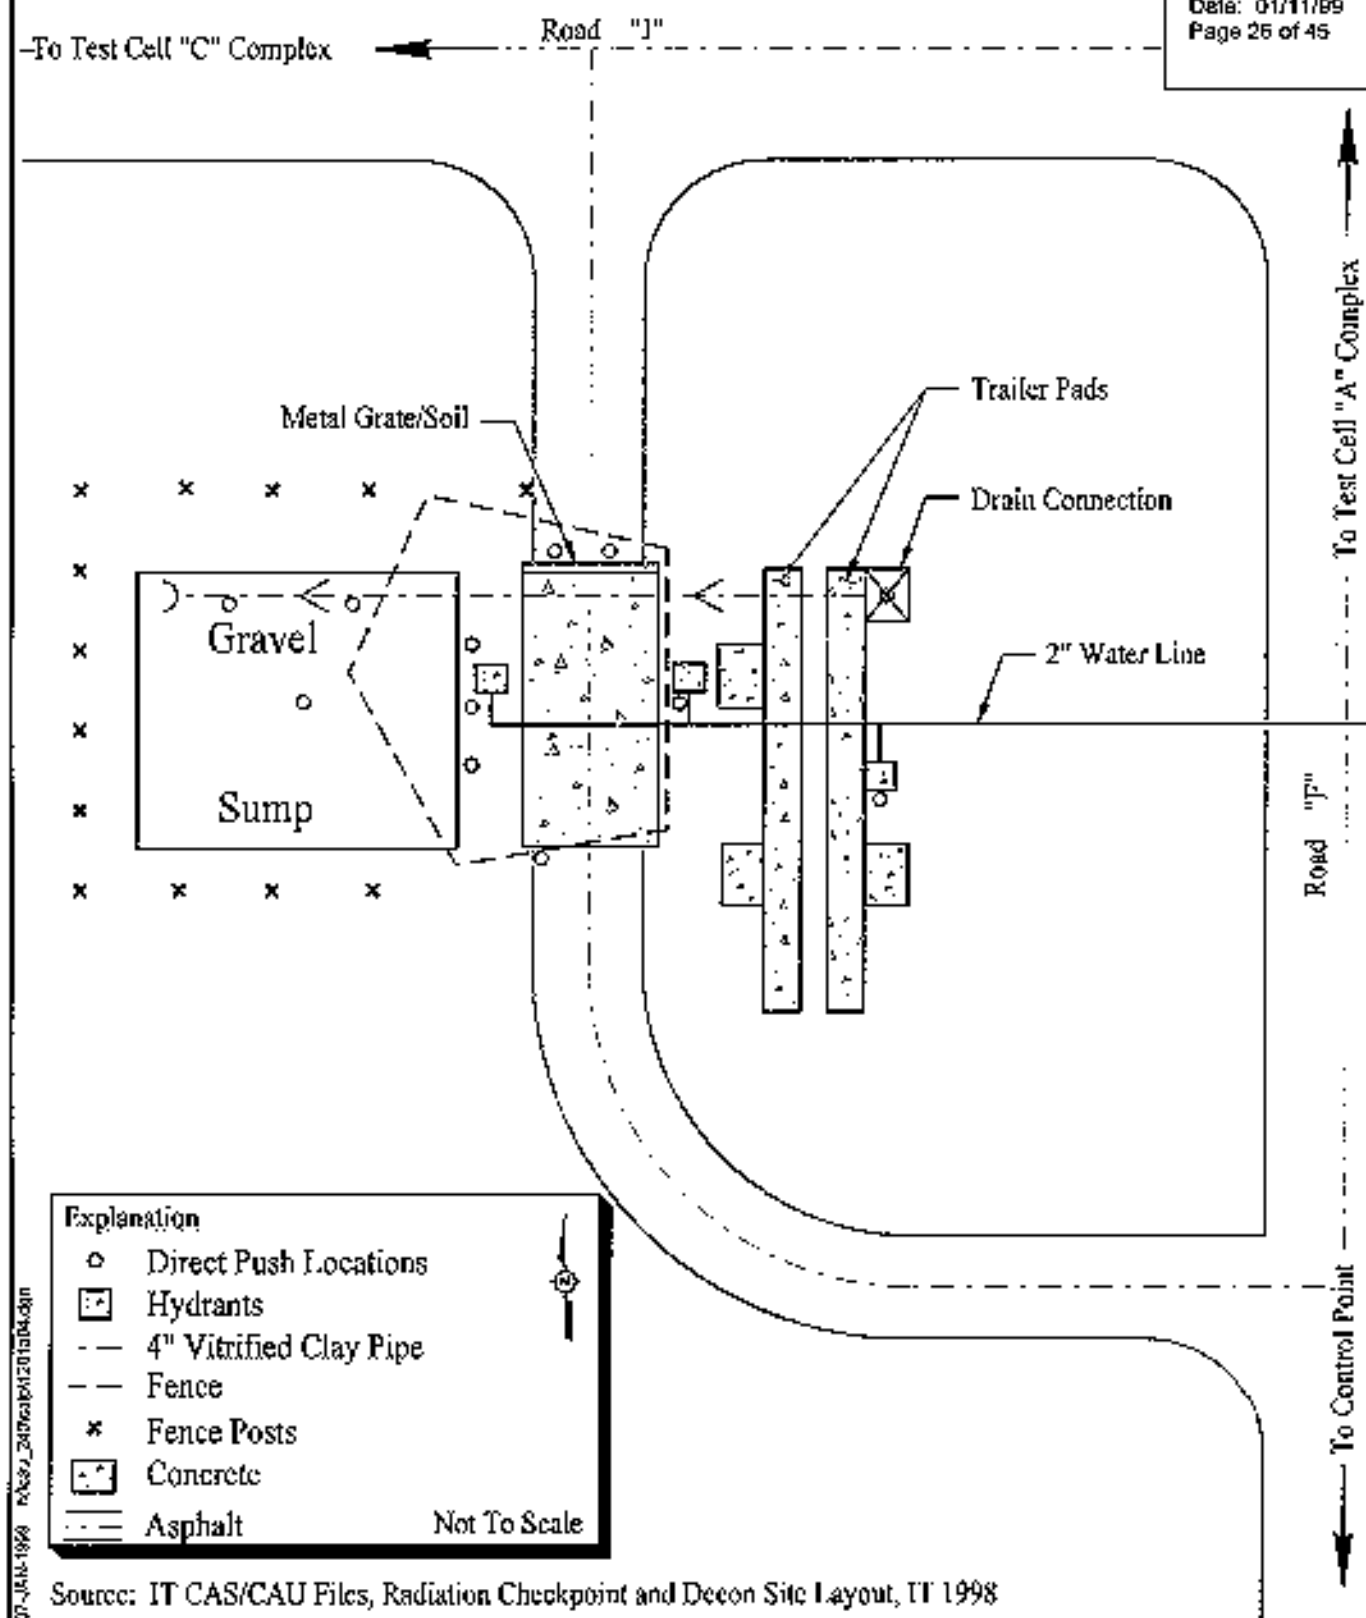 Date: 01/11/99
Page 26 of 45
To Test Cell "C" Complex
Road "J"
To Test Cell "A" Complex
Metal Grate/Soil
Trailer Pads
Drain Connection
2" Water Line
Gravel
Sump
Road "F"
To Control Point
Explanation
Direct Push Locations
Hydrants
4" Vitrified Clay Pipe
Fence
Fence Posts
Concrete
Asphalt
Not To Scale
N
07-JAN-1999
Source: IT CAS/CAU Files, Radiation Checkpoint and Decon Site Layout, IT 1998